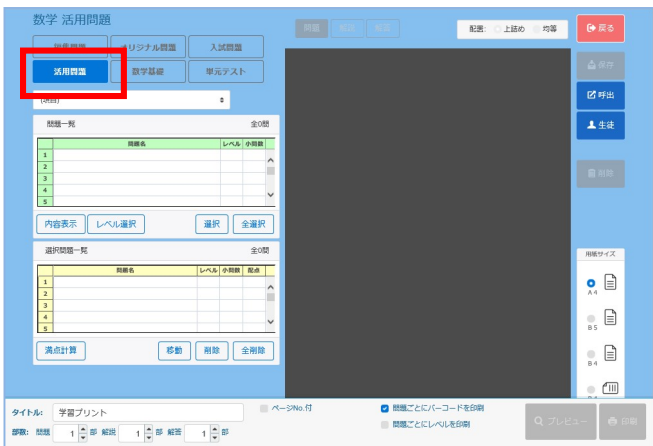 数学 活用問題
問題 解説 解答
配置: 上詰め 均等
戻る
オリジナル問題 入試問題
活用問題 数学基礎 単元テスト
保存
呼出
生徒
削除
問題一覧 全0問
問題名 レベル 小問数
1
2
3
4
5
内容表示 レベル選択 選択 全選択
選択問題一覧 全0問
問題名 レベル 小問数 配点
1
2
3
4
5
満点計算 移動 削除 全削除
用紙サイズ
A4
B5
B4
タイトル: 学習プリント
ページNo.付
問題ごとにバーコードを印刷
問題ごとにレベルを印刷
部数: 問題 1 部 解説 1 部 解答 1 部
プレビュー 印刷